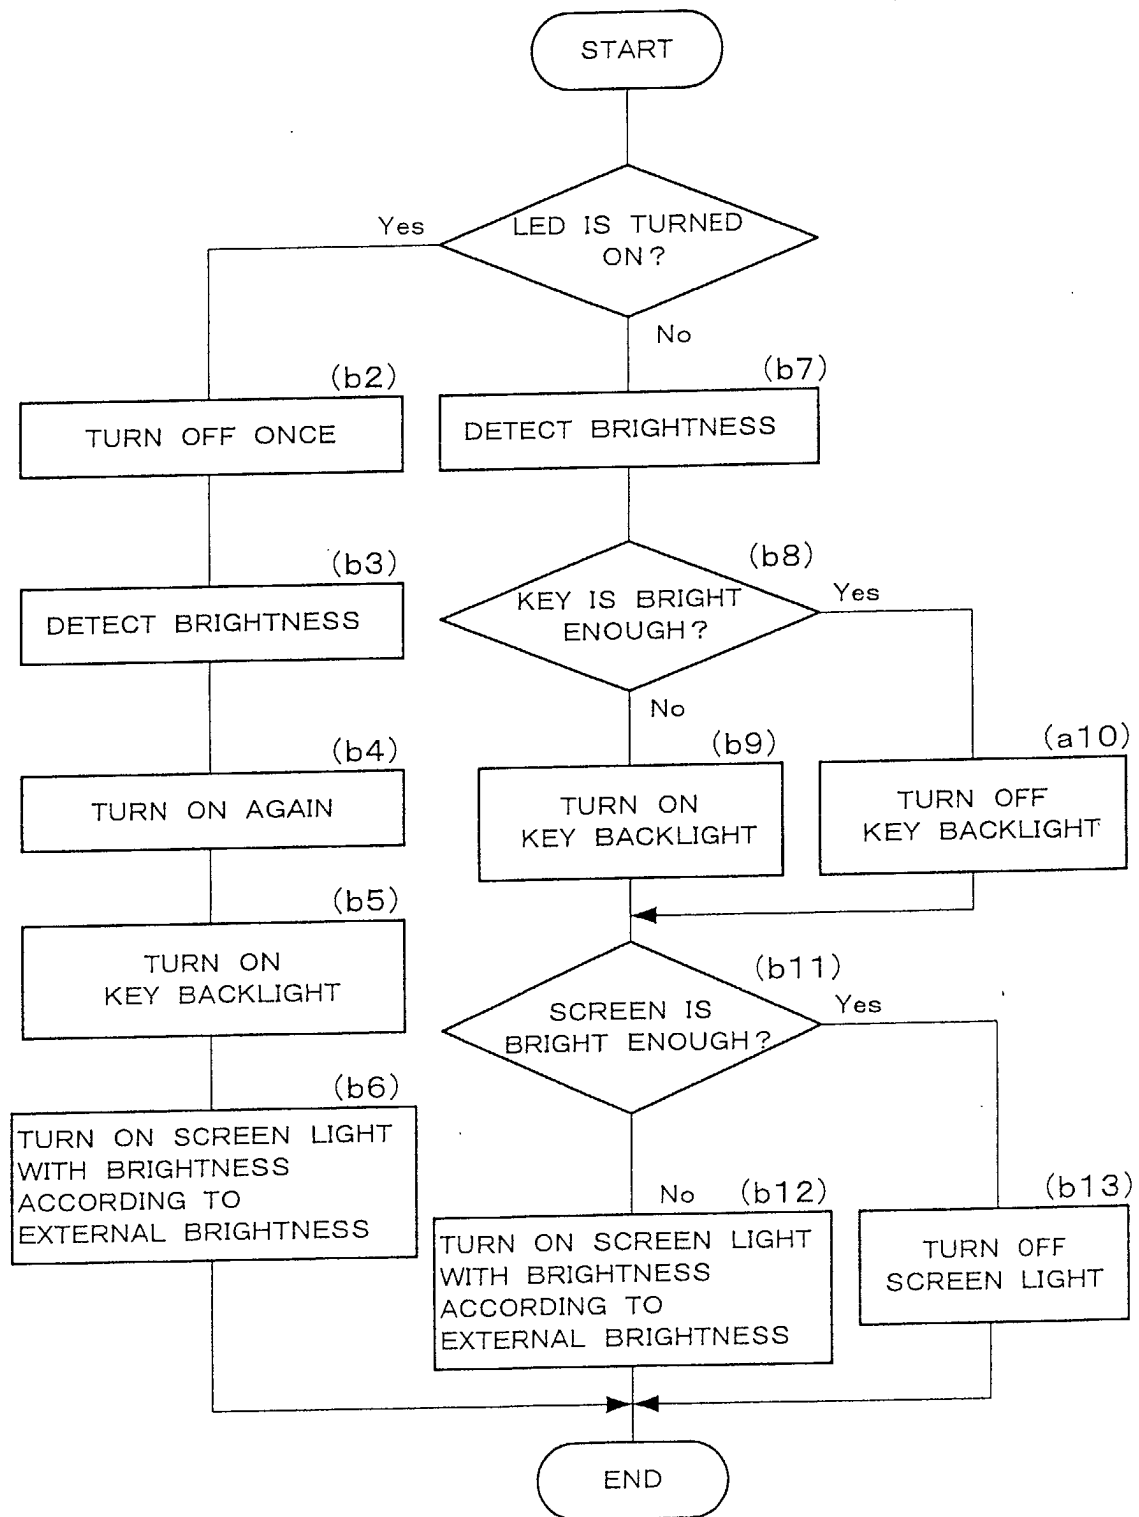 START
LED IS TURNED
ON?
Yes
No
(b2)
TURN OFF ONCE
(b7)
DETECT BRIGHTNESS
(b3)
DETECT BRIGHTNESS
(b8)
KEY IS BRIGHT
ENOUGH?
Yes
No
(b4)
TURN ON AGAIN
(b9)
TURN ON
KEY BACKLIGHT
(a10)
TURN OFF
KEY BACKLIGHT
(b5)
TURN ON
KEY BACKLIGHT
(b11)
SCREEN IS
BRIGHT ENOUGH?
Yes
No
(b6)
TURN ON SCREEN LIGHT
WITH BRIGHTNESS
ACCORDING TO
EXTERNAL BRIGHTNESS
(b12)
TURN ON SCREEN LIGHT
WITH BRIGHTNESS
ACCORDING TO
EXTERNAL BRIGHTNESS
(b13)
TURN OFF
SCREEN LIGHT
END